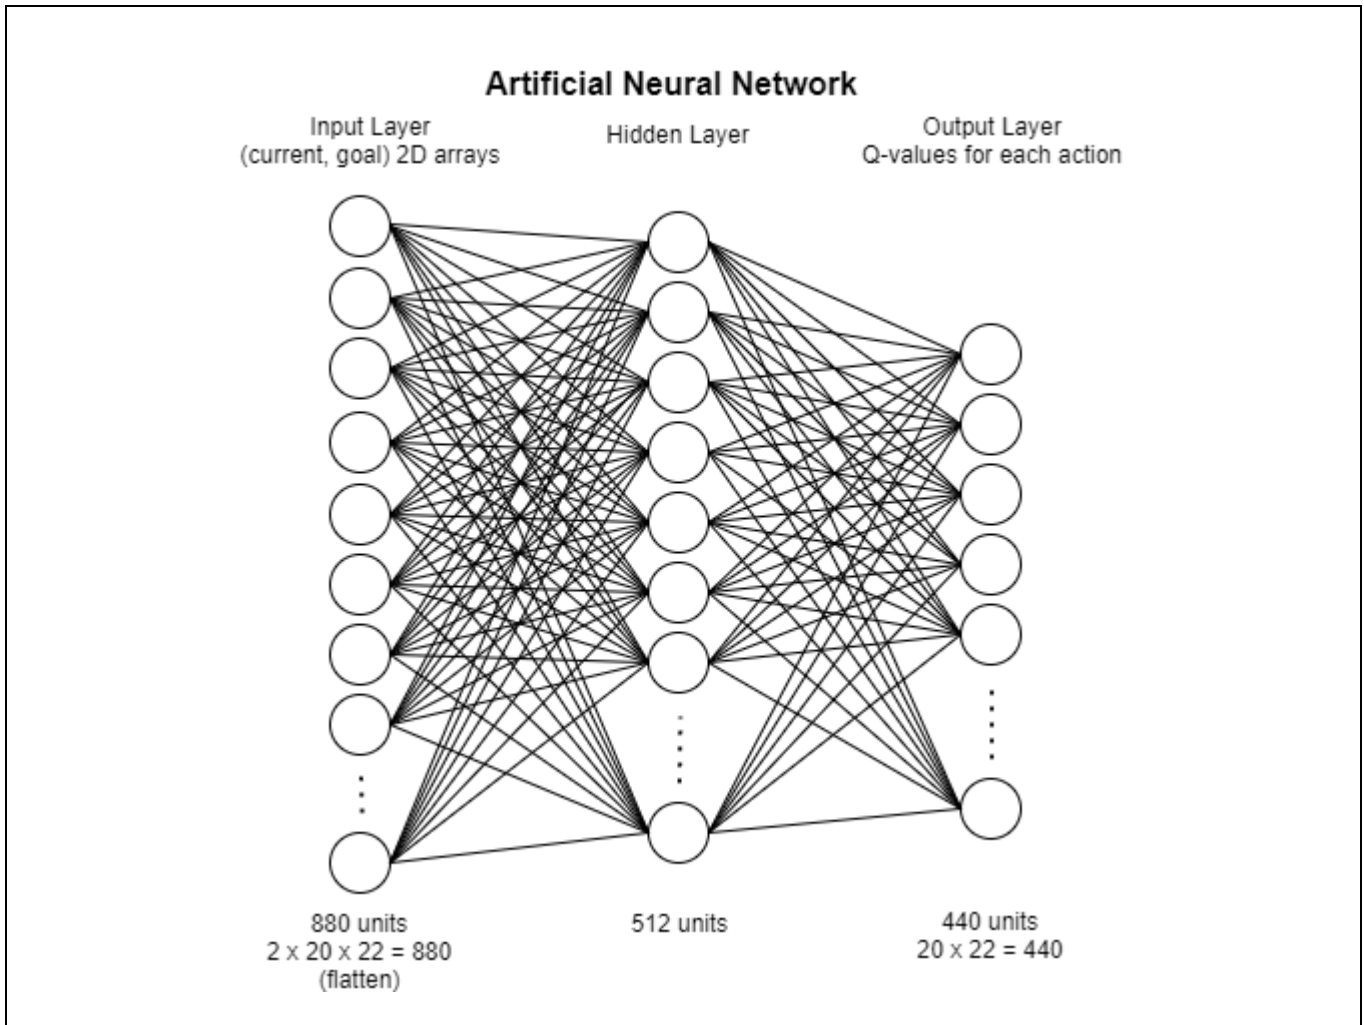 Artificial Neural Network
Input Layer
(current, goal) 2D arrays
Hidden Layer
Output Layer
Q-values for each action
880 units
2 x 20 x 22 = 880
(flatten)
512 units
440 units
20 x 22 = 440